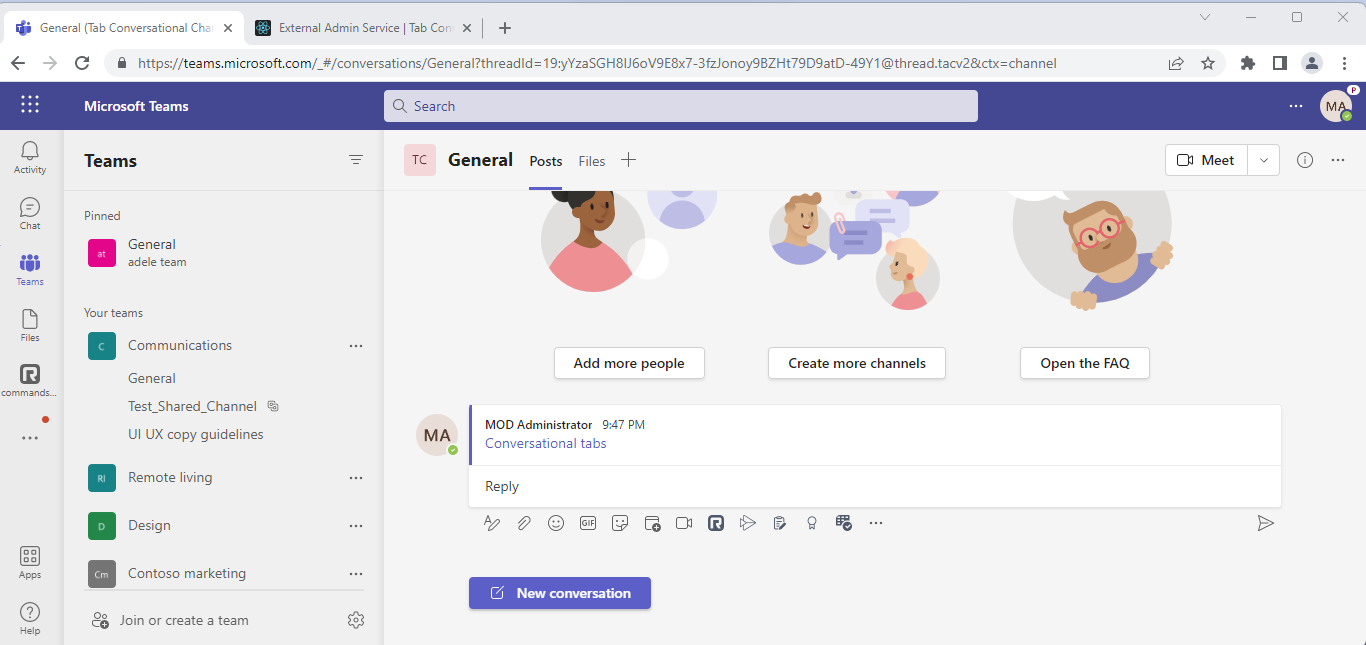 General (Tab Conversational Cha
External Admin Service | Tab Con
https://teams.microsoft.com/_#/conversations/General?threadId=19:yYzaSGH8IJ6oV9E8x7-3fzJonoy9BZHt79D9atD-49Y1@thread.tacv2&ctx=channel
Microsoft Teams
Search
MA
P
Activity
Chat
Teams
Files
commands...
Apps
Help
Teams
Pinned
at
General
adele team
Your teams
C
Communications
General
Test_Shared_Channel
UI UX copy guidelines
Rl
Remote living
D
Design
Cm
Contoso marketing
Join or create a team
TC
General
Posts
Files
Meet
Add more people
Create more channels
Open the FAQ
MA
MOD Administrator 9:47 PM
Conversational tabs
Reply
GIF
New conversation